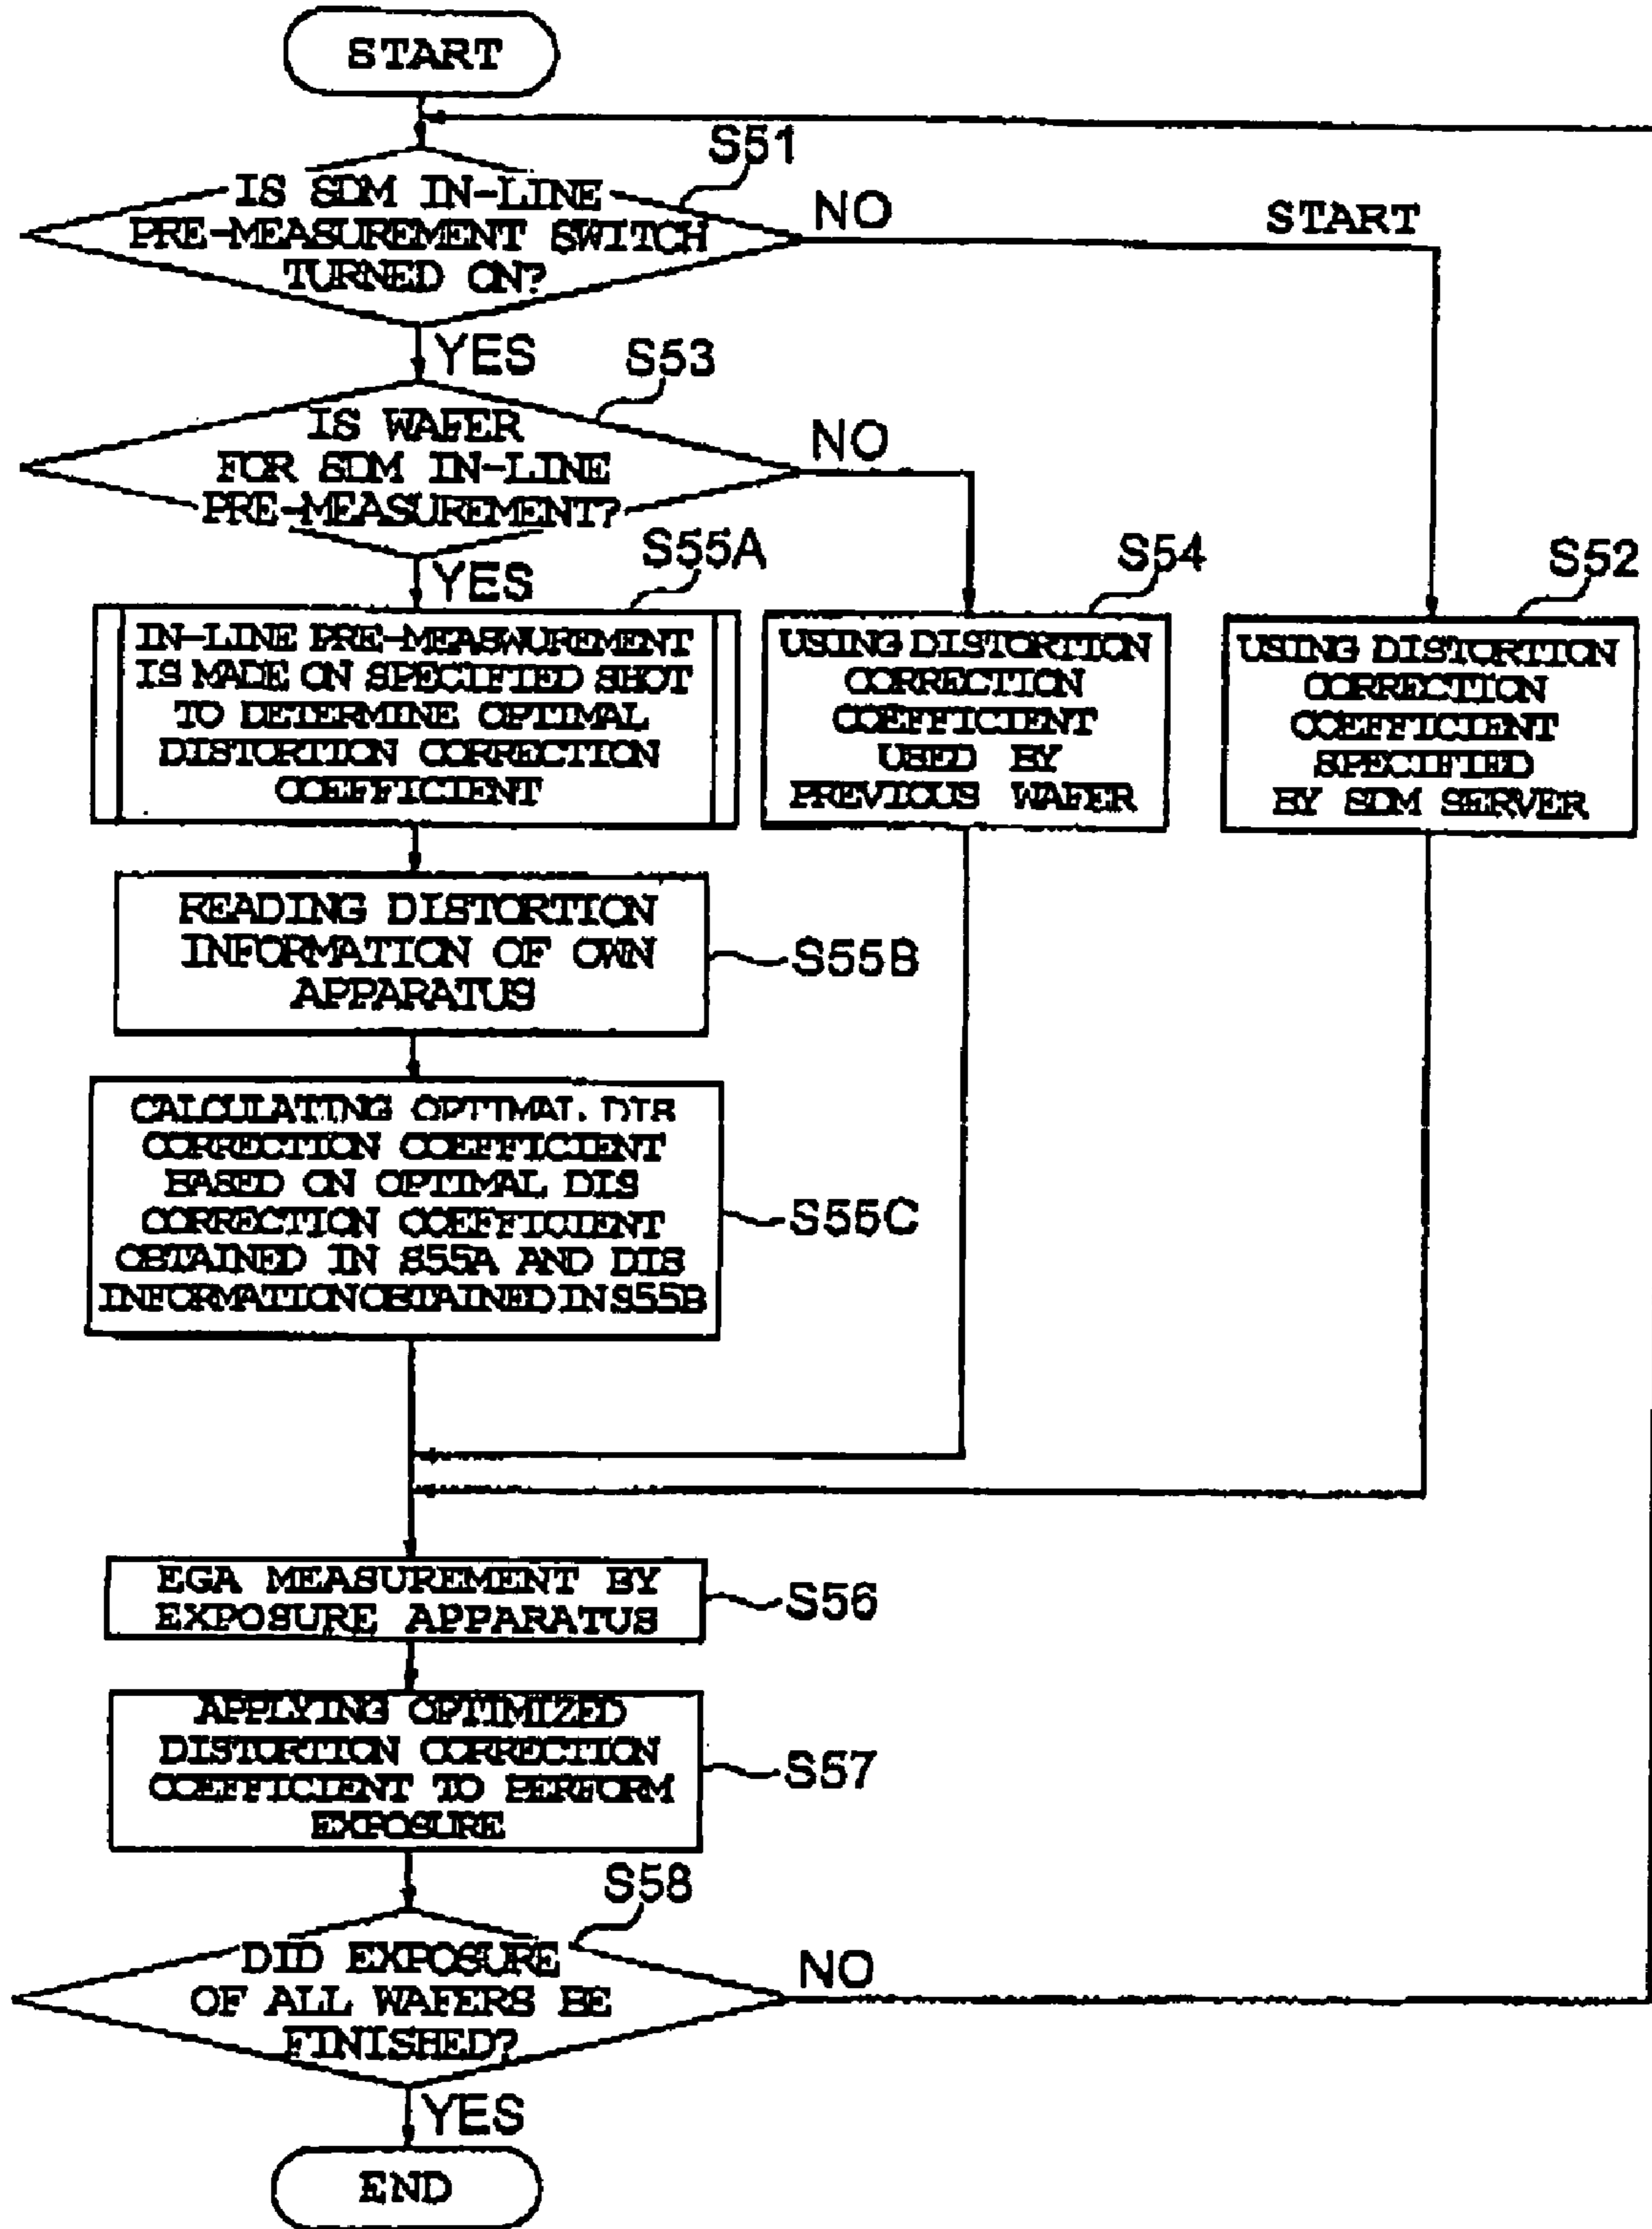 START
S51
IS SDM IN-LINE
PRE-MEASUREMENT SWITCH
TURNED ON?
NO
START
YES
S53
IS WAFER
FOR SDM IN-LINE
PRE-MEASUREMENT?
NO
YES
S55A
IN-LINE PRE-MEASWUREMENT
IS MADE ON SPECIFIED SHOT
TO DETERMINE OPTIMAL
DISTORTION CORRECTION
COEFFICIENT
S54
USING DISTORTION
CORRECTION
COEFFICIENT
USED BY
PREVIOUS WAFER
S52
USING DISTORTION
CORRECTION
COEFFICIENT
SPECIFIED
BY SDM SERVER
READING DISTORTION
INFORMATION OF OWN
APPARATUS
S55B
CALCULATING OPTIMAL DIS
CORRECTION COEFFICIENT
BASED ON OPTIMAL DIS
CORRECTION COEFFICIENT
OBTAINED IN S55A AND DIS
INFORMATION OBTAINED IN S55B
S55C
EGA MEASUREMENT BY
EXPOSURE APPARATUS
S56
APPLYING OPTIMIZED
DISTORTION CORRECTION
COEFFICIENT TO PERFORM
EXPOSURE
S57
S58
DID EXPOSURE
OF ALL WAFERS BE
FINISHED?
NO
YES
END